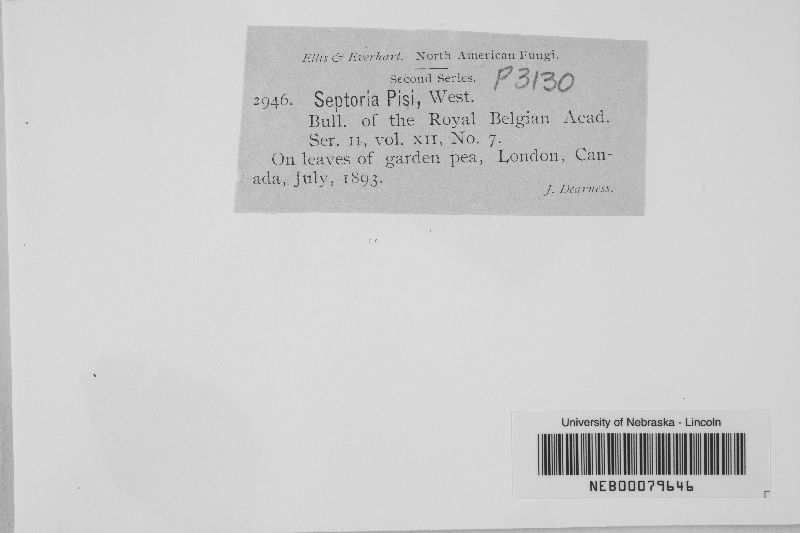 Ellis & Everhart. North American Fungi.
Second Series. P3130
2946. Septoria Pisi, West.
Bull. of the Royal Belgian Acad.
Ser. II, vol. XII, No. 7.
On leaves of garden pea, London, Can-
ada, July, 1893.
J. Dearness.
University of Nebraska - Lincoln
NEB00079646